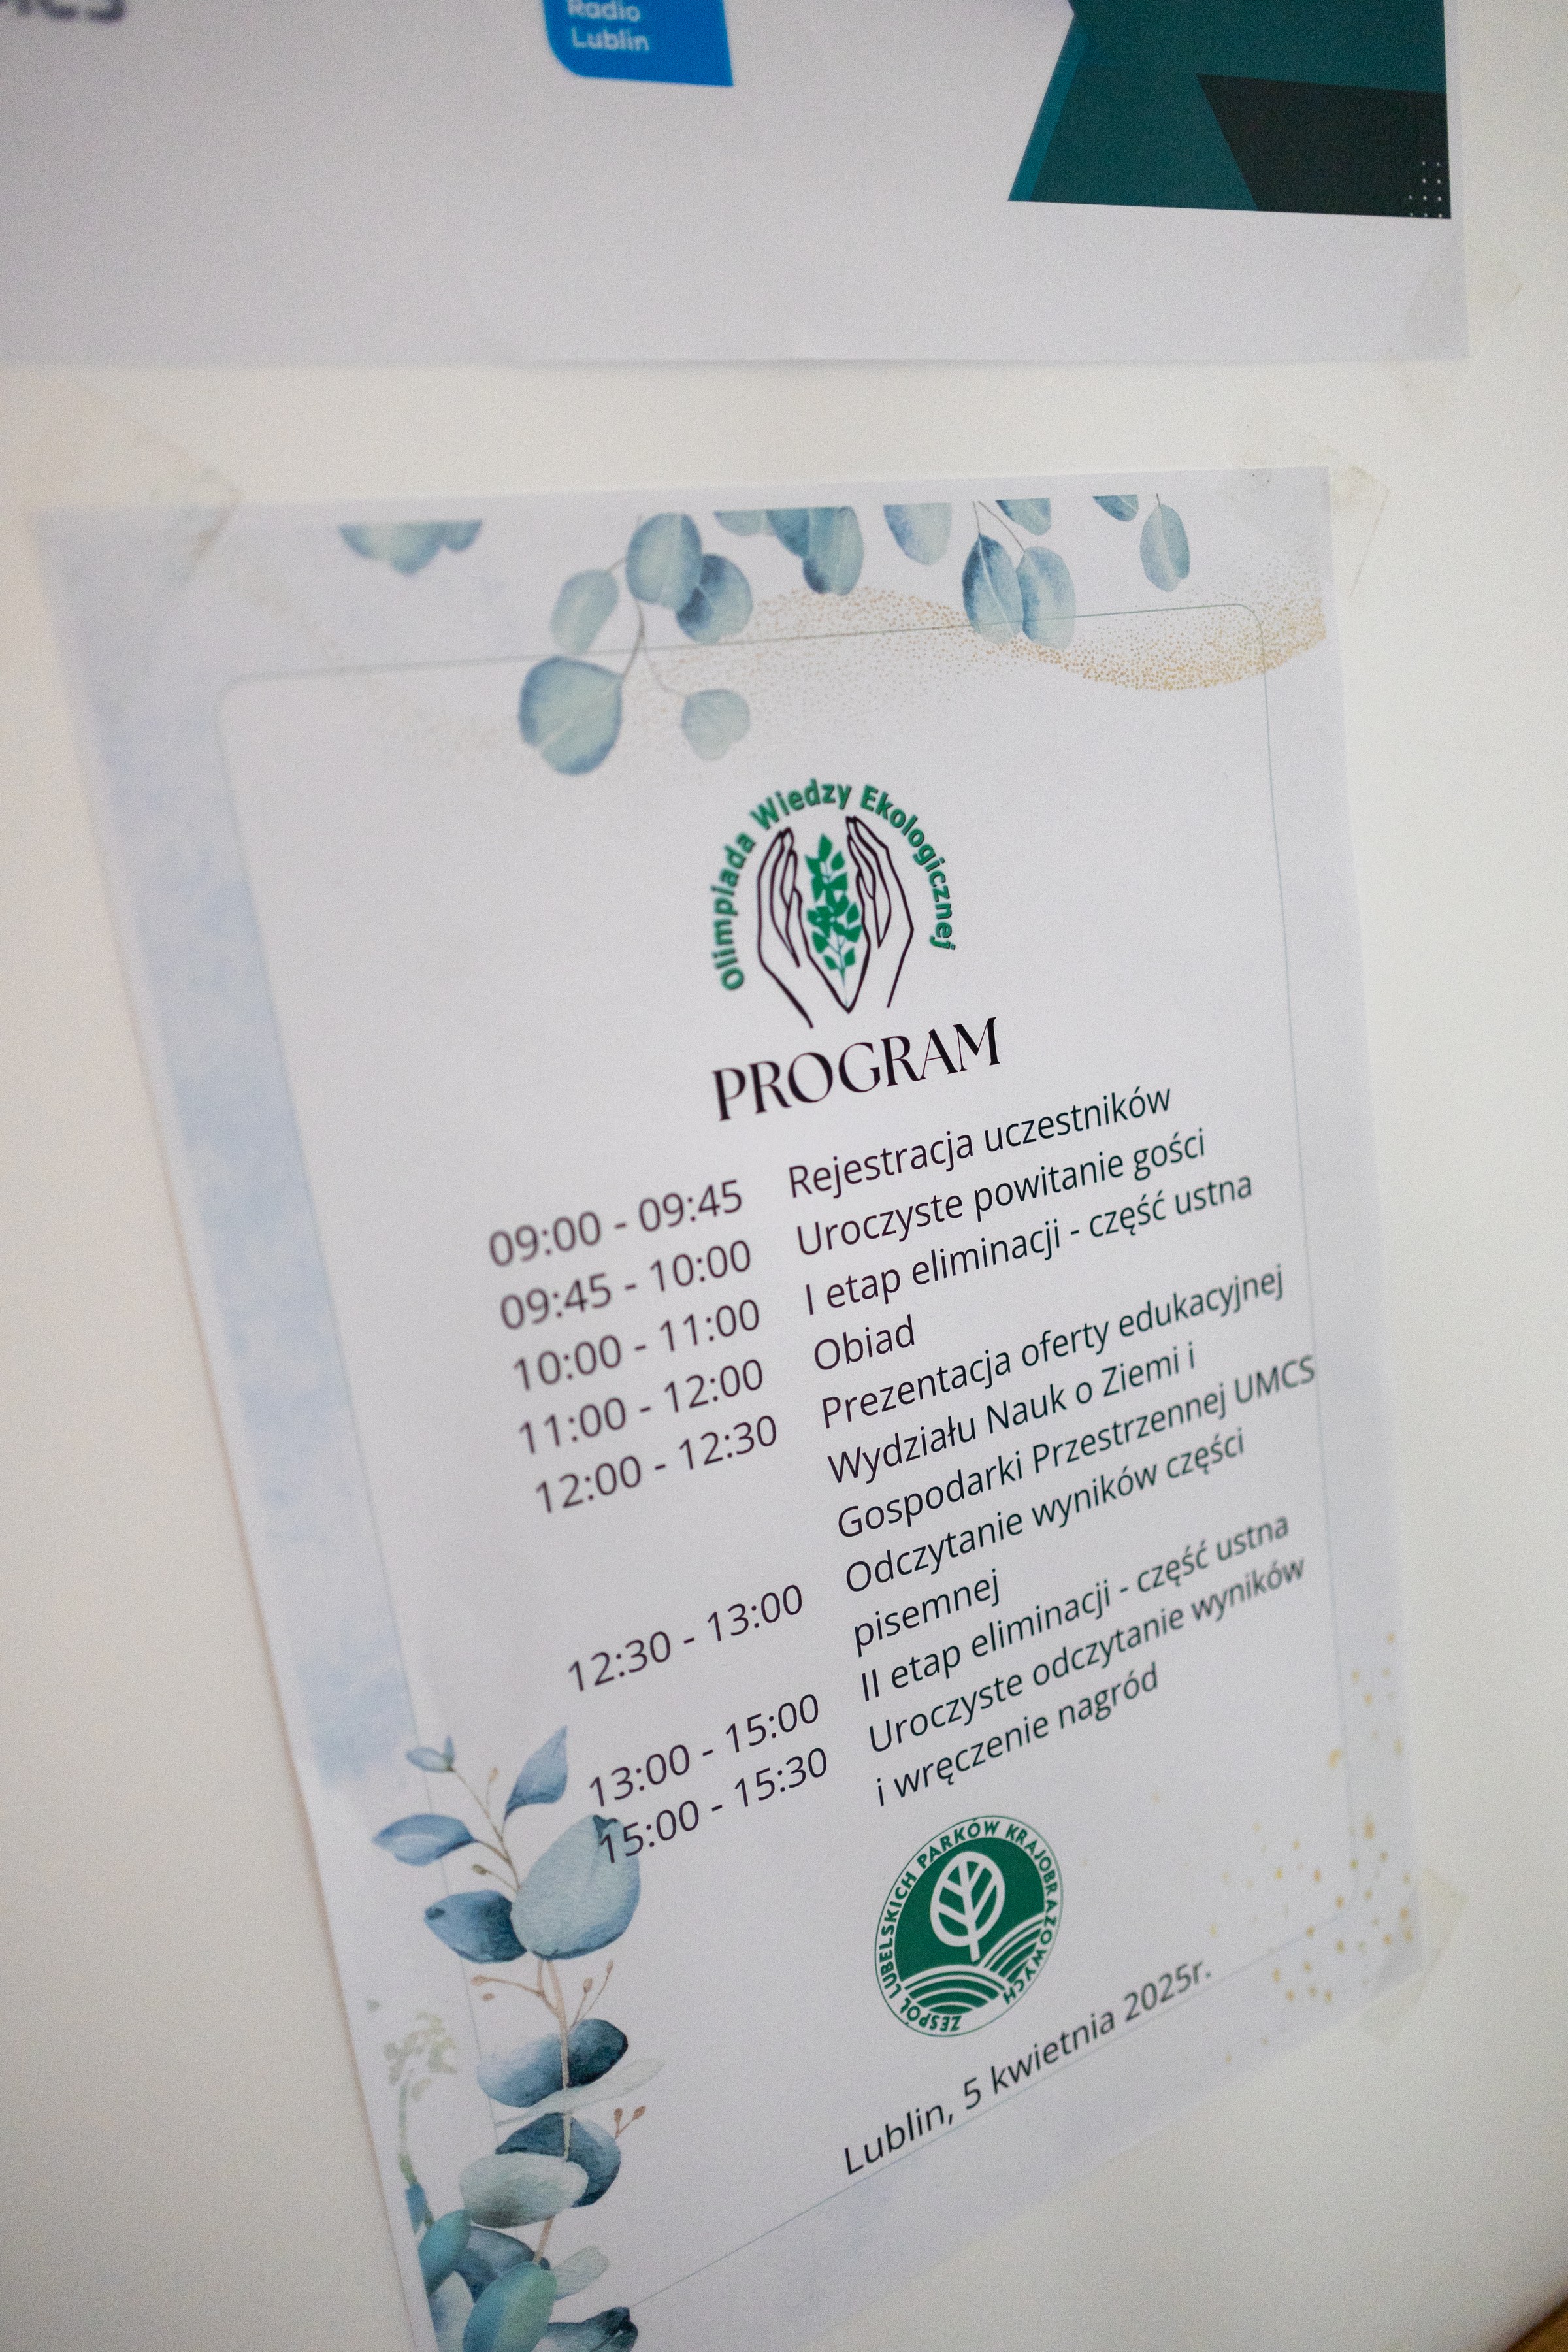 Radio
Lublin
Olimpiada Wiedzy Ekologicznej
PROGRAM
09:00 - 09:45 Rejestracja uczestników
09:45 - 10:00 Uroczyste powitanie gości
10:00 - 11:00 I etap eliminacji - część ustna
11:00 - 12:00 Obiad
12:00 - 12:30 Prezentacja oferty edukacyjnej
Wydziału Nauk o Ziemi i
Gospodarki Przestrzennej UMCS
12:30 - 13:00 Odczytanie wyników części
pisemnej
13:00 - 15:00 II etap eliminacji - część ustna
15:00 - 15:30 Uroczyste odczytanie wyników
i wręczenie nagród
ZESPÓŁ LUBELSKICH PARKÓW KRAJOBRAZOWYCH
Lublin, 5 kwietnia 2025r.